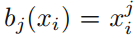 b_j(x_i) = x_i^j